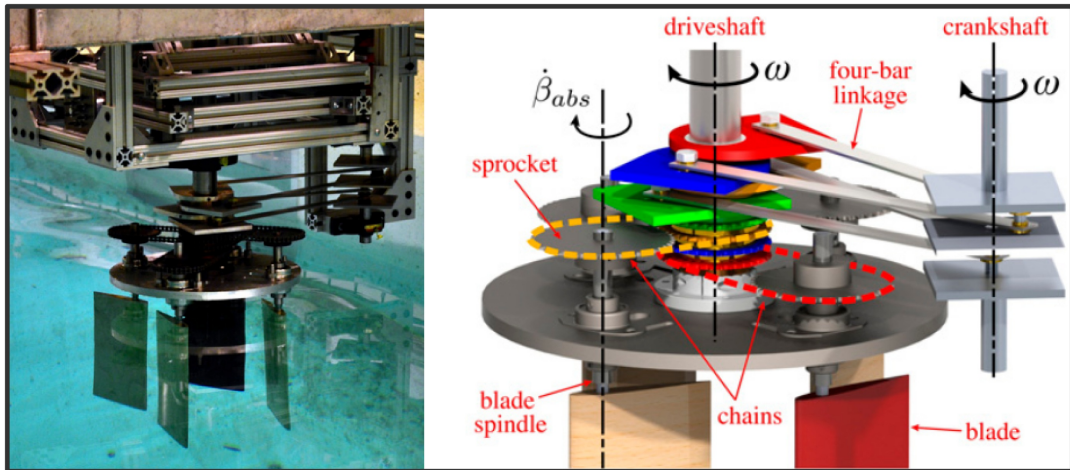 driveshaft
crankshaft
ω
ω
four-bar
linkage
β̇abs
sprocket
blade
spindle
chains
blade